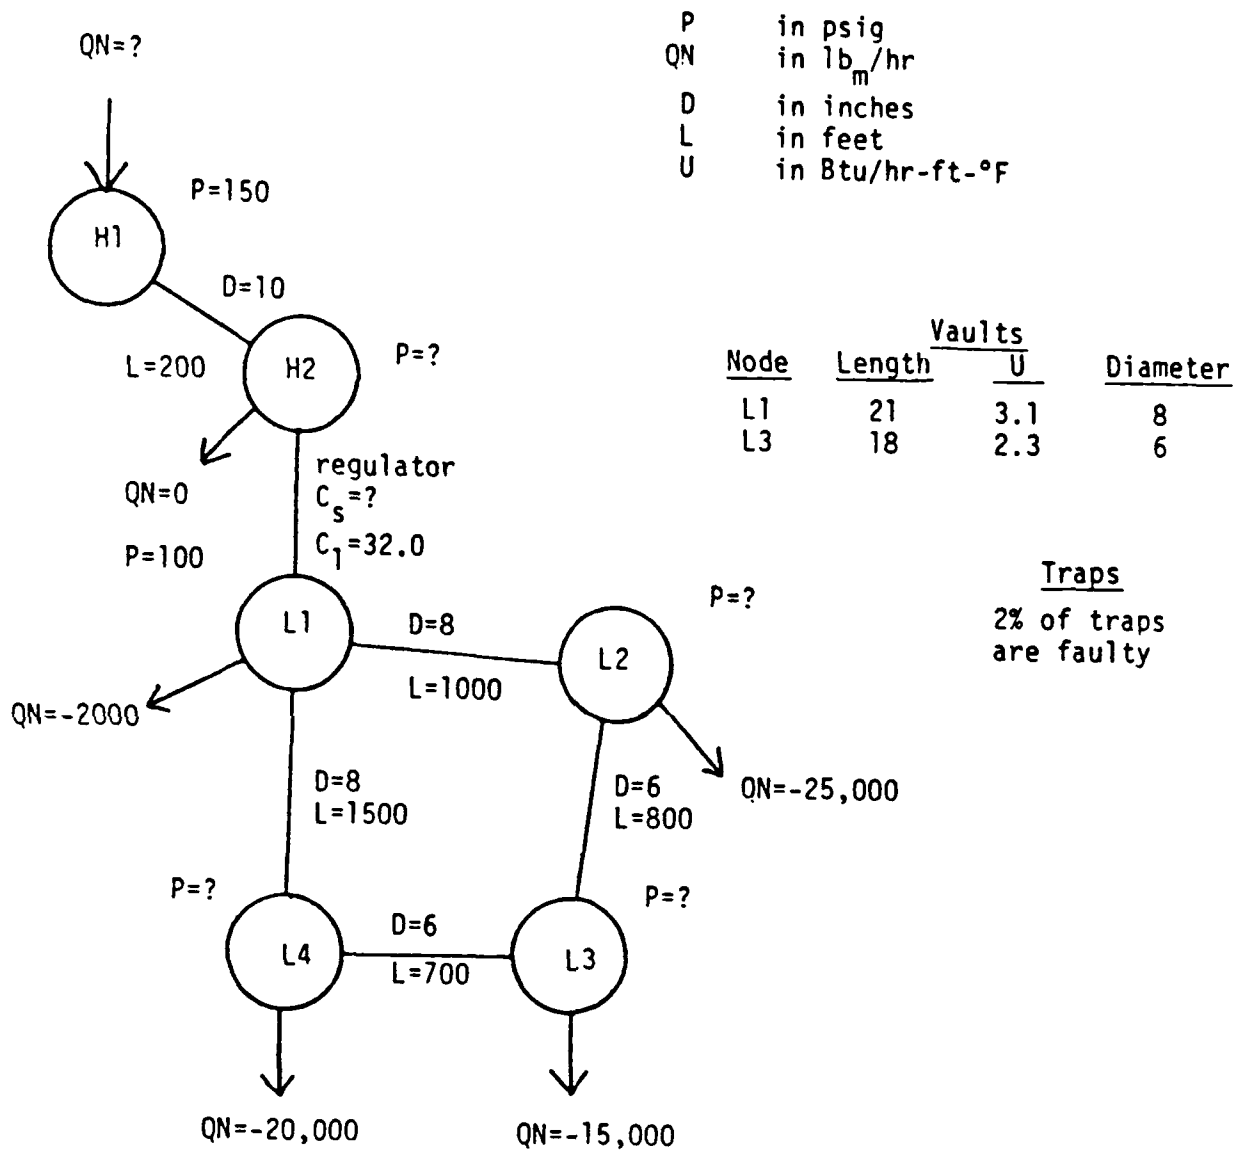 QN=?
P in psig
QN in lbm/hr
D in inches
L in feet
U in Btu/hr-ft-°F
P=150
H1
D=10
L=200
H2
P=?
QN=0
regulator
Cs=?
C1=32.0
P=100
L1
QN=-2000
D=8
L=1000
P=?
L2
QN=-25,000
D=8
L=1500
D=6
L=800
P=?
L4
D=6
L=700
P=?
L3
QN=-20,000
QN=-15,000
Vaults
Node Length U Diameter
L1 21 3.1 8
L3 18 2.3 6
Traps
2% of traps
are faulty